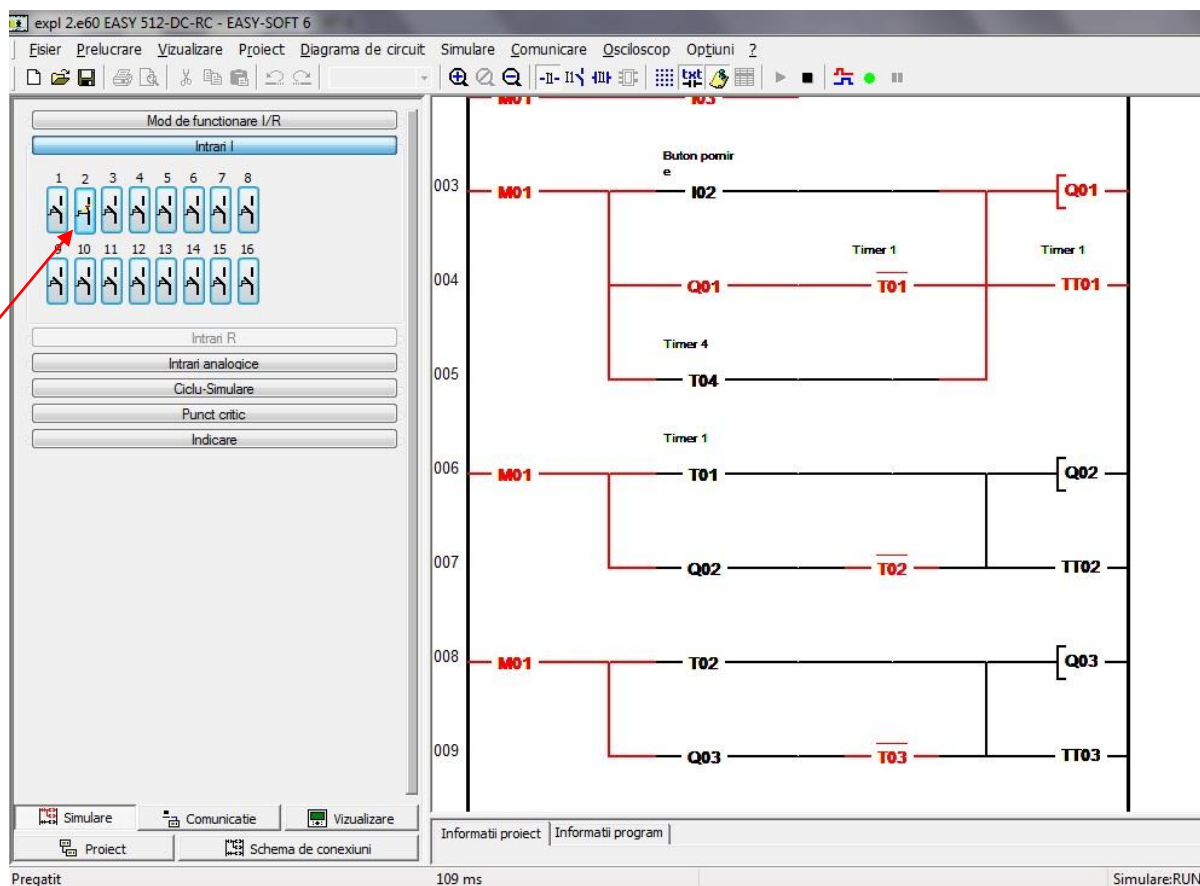 expl 2.e60 EASY 512-DC-RC - EASY-SOFT 6
Fisier Prelucrare Vizualizare Proiect Diagrama de circuit Simulare Comunicare Osciloscop Optiuni ?
Mod de functionare I/R
Intrari I
1 2 3 4 5 6 7 8
9 10 11 12 13 14 15 16
Intrari R
Intrari analogice
Ciclu-Simulare
Punct critic
Indicare
Simulare Comunicatie Vizualizare
Proiect Schema de conexiuni
M01 I03
Buton pornir
e
003 M01 I02 Q01
Timer 1 Timer 1
004 Q01 T01 TT01
Timer 4
005 T04
Timer 1
006 M01 T01 Q02
007 Q02 T02 TT02
008 M01 T02 Q03
009 Q03 T03 TT03
Informatii proiect Informatii program
Pregatit 109 ms Simulare:RUN